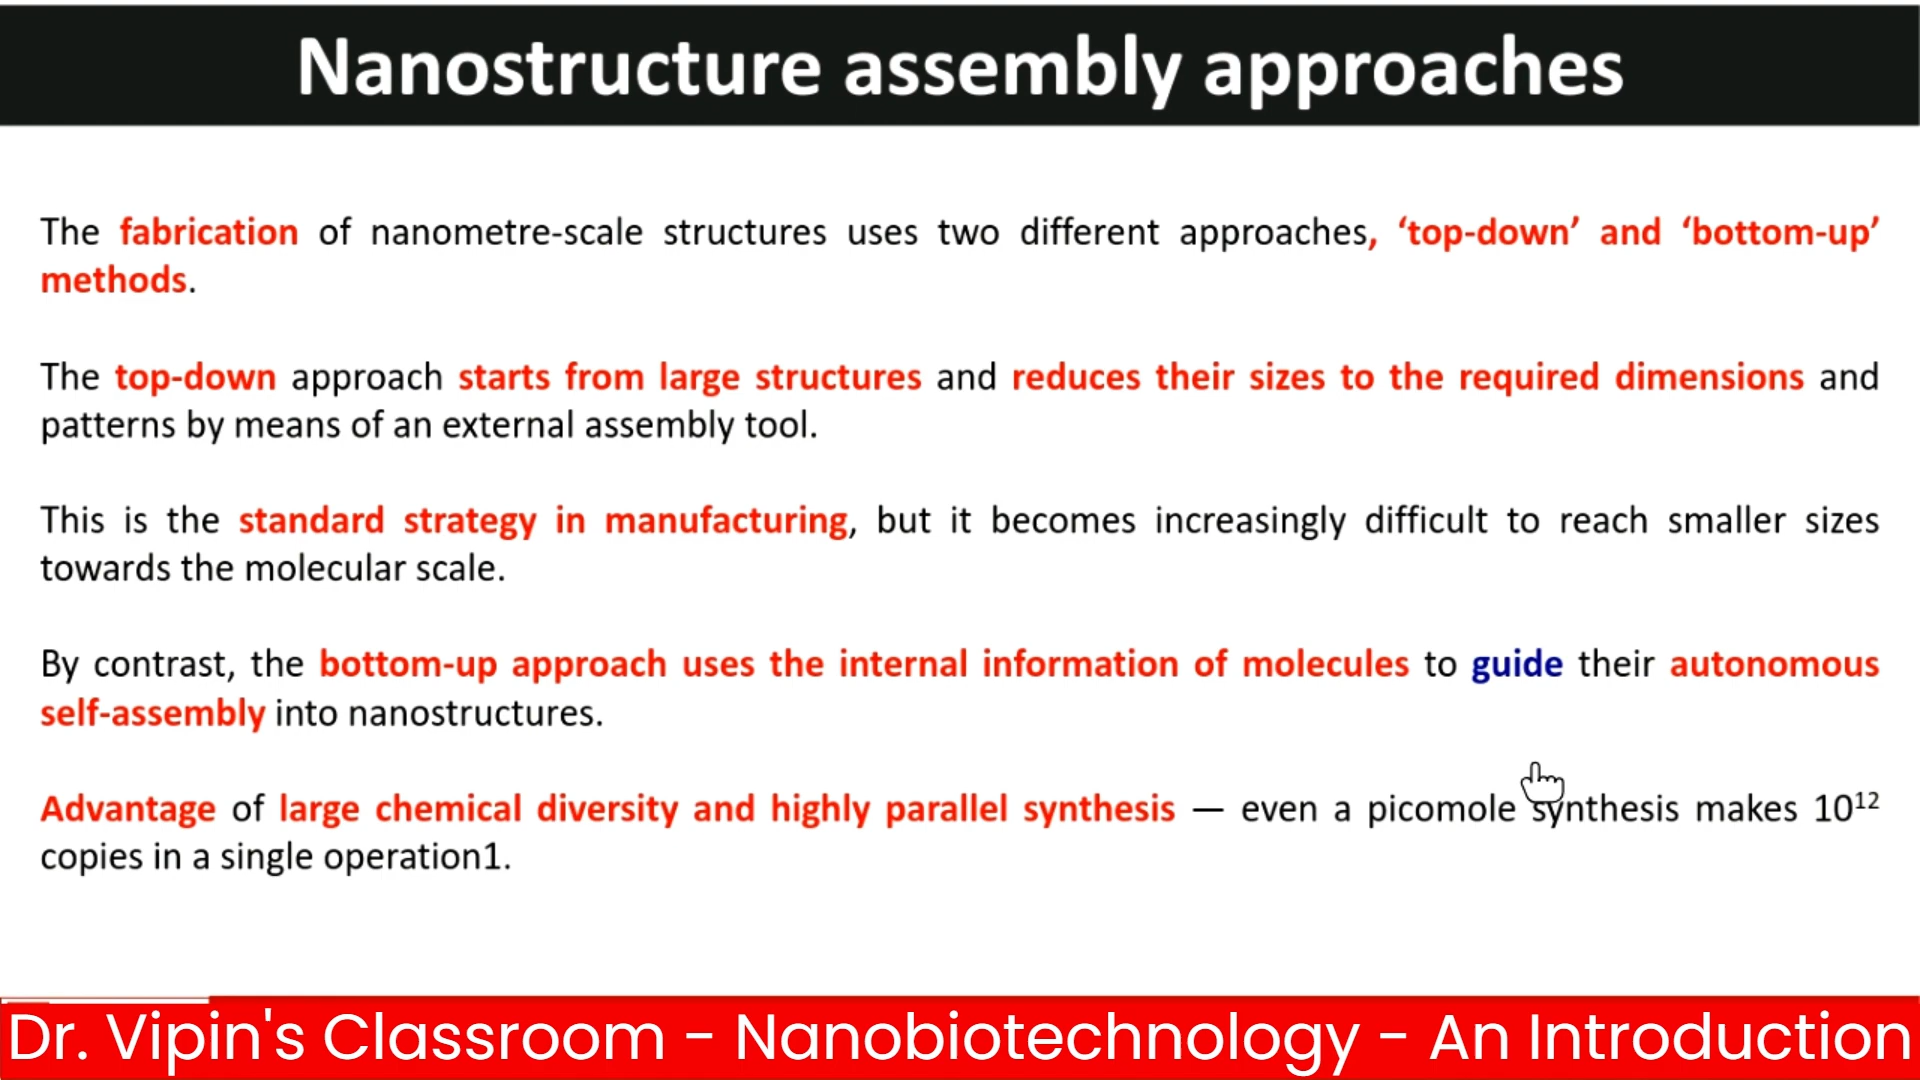 Nanostructure assembly approaches
The fabrication of nanometre-scale structures uses two different approaches, ‘top-down’ and ‘bottom-up’
methods.
The top-down approach starts from large structures and reduces their sizes to the required dimensions and
patterns by means of an external assembly tool.
This is the standard strategy in manufacturing, but it becomes increasingly difficult to reach smaller sizes
towards the molecular scale.
By contrast, the bottom-up approach uses the internal information of molecules to guide their autonomous
self-assembly into nanostructures.
Advantage of large chemical diversity and highly parallel synthesis — even a picomole synthesis makes 10¹²
copies in a single operation1.
Dr. Vipin's Classroom - Nanobiotechnology - An Introduction